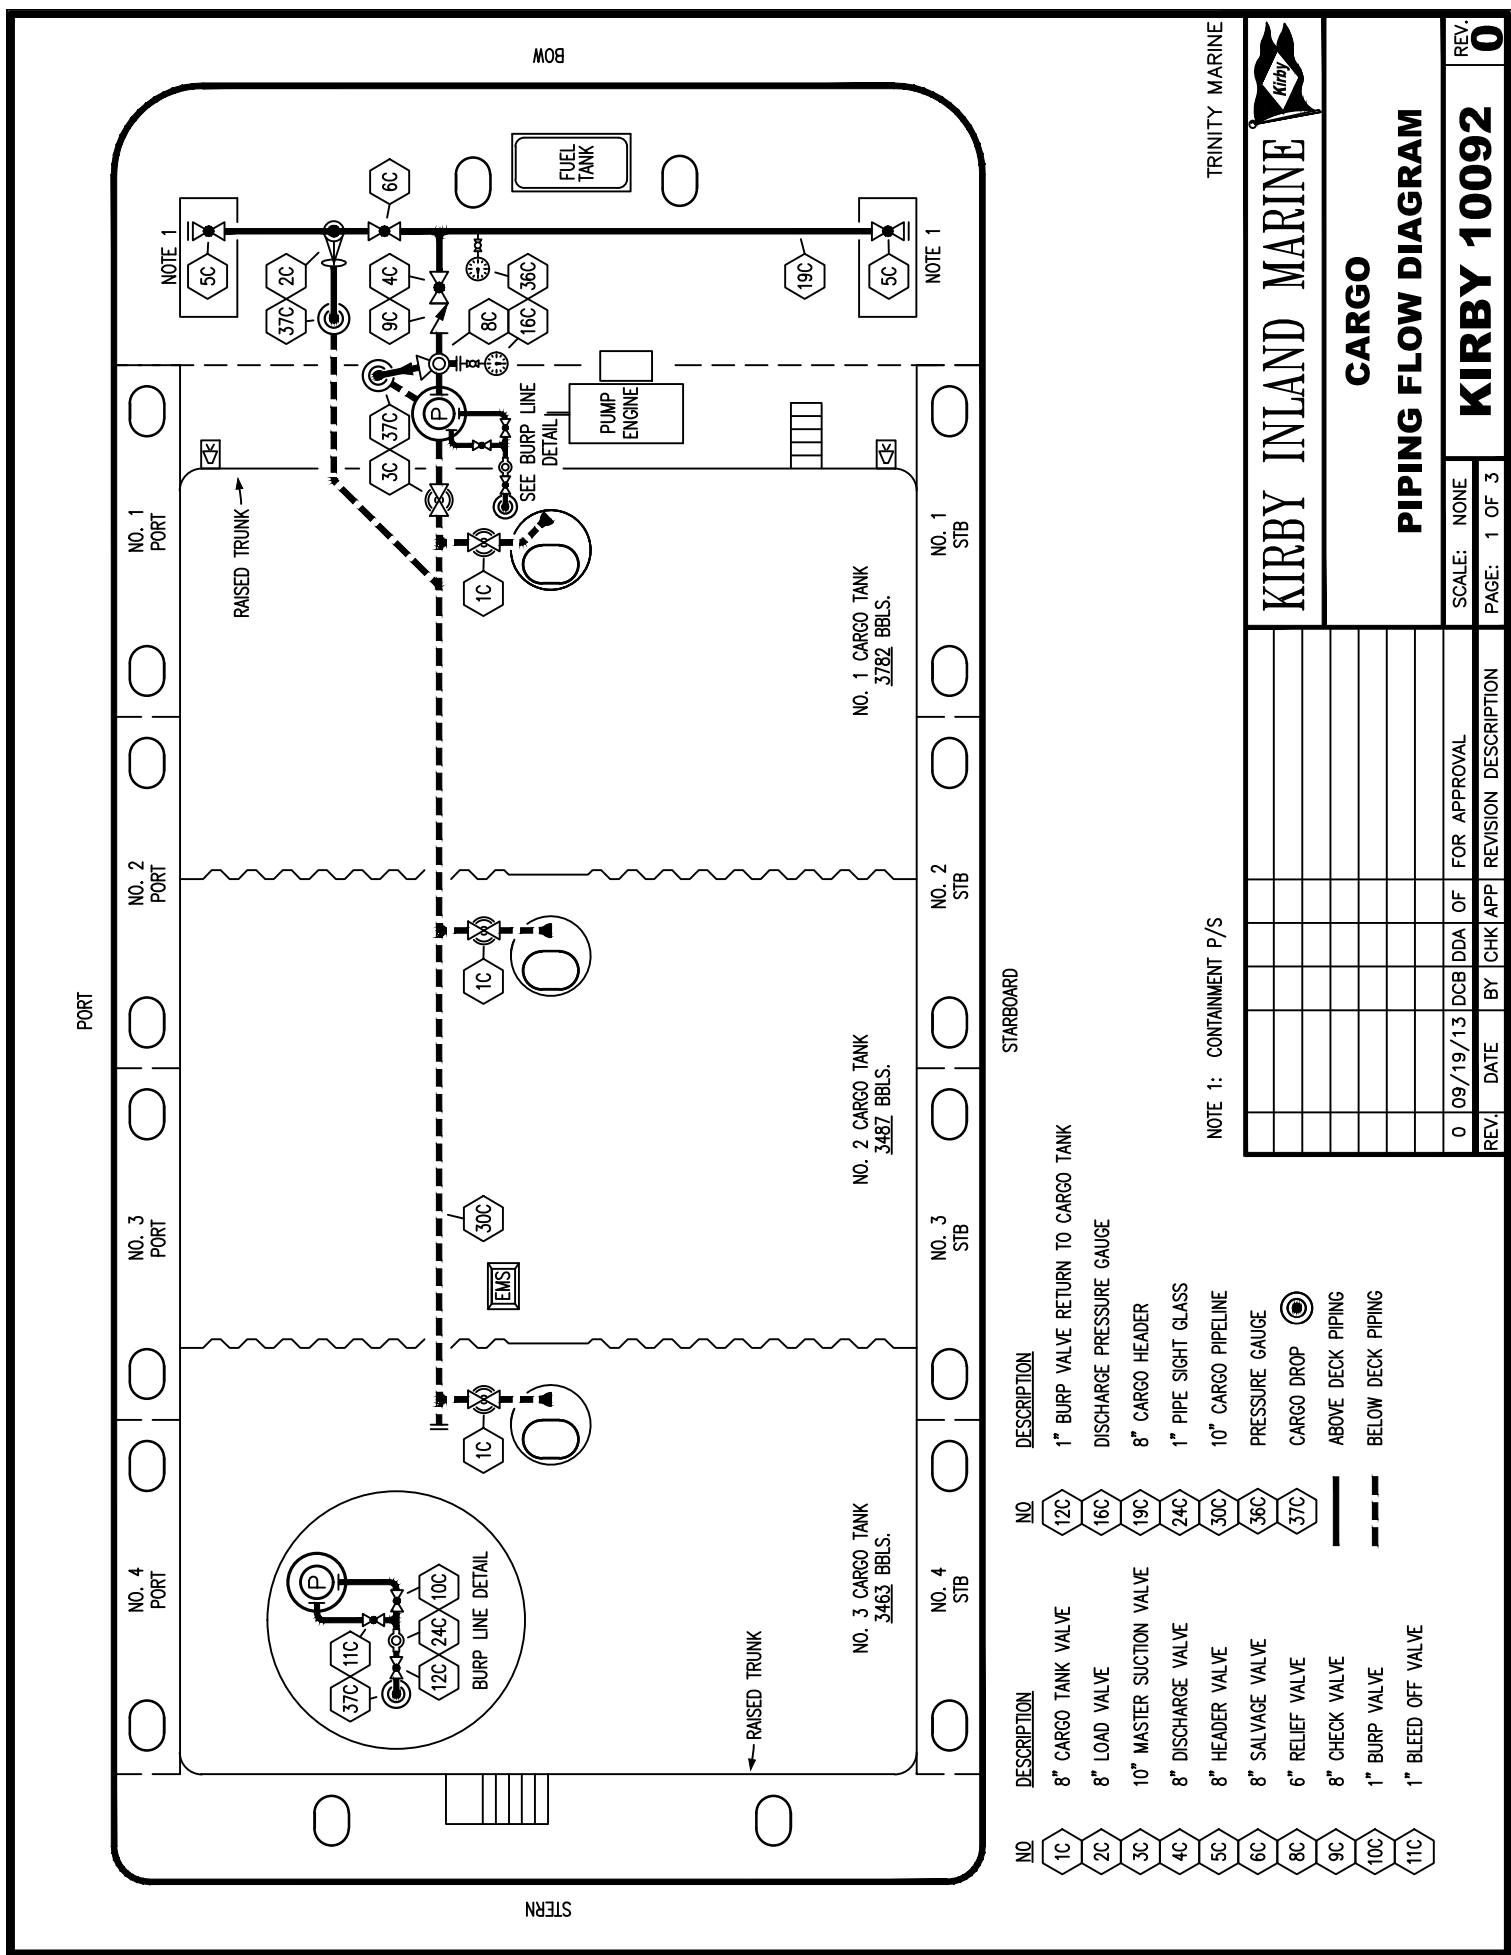 PORT
BOW
STERN
STARBOARD
NO. 4
PORT
NO. 3
PORT
NO. 2
PORT
NO. 1
PORT
RAISED TRUNK
NOTE 1
5C
2C
37C
6C
4C
9C
8C
16C
36C
19C
5C
NOTE 1
FUEL
TANK
37C
3C
P
SEE BURP LINE
DETAIL
PUMP
ENGINE
1C
1C
1C
30C
EMS
P
11C
37C
10C
24C
12C
BURP LINE DETAIL
NO. 3 CARGO TANK
3463 BBLS.
NO. 2 CARGO TANK
3487 BBLS.
NO. 1 CARGO TANK
3782 BBLS.
RAISED TRUNK
NO. 4
STB
NO. 3
STB
NO. 2
STB
NO. 1
STB
NO DESCRIPTION
1C 8" CARGO TANK VALVE
2C 8" LOAD VALVE
3C 10" MASTER SUCTION VALVE
4C 8" DISCHARGE VALVE
5C 8" HEADER VALVE
6C 8" SALVAGE VALVE
8C 6" RELIEF VALVE
9C 8" CHECK VALVE
10C 1" BURP VALVE
11C 1" BLEED OFF VALVE
NO DESCRIPTION
12C 1" BURP VALVE RETURN TO CARGO TANK
16C DISCHARGE PRESSURE GAUGE
19C 8" CARGO HEADER
24C 1" PIPE SIGHT GLASS
30C 10" CARGO PIPELINE
36C PRESSURE GAUGE
37C CARGO DROP
ABOVE DECK PIPING
BELOW DECK PIPING
NOTE 1: CONTAINMENT P/S
TRINITY MARINE
KIRBY INLAND MARINE
Kirby
CARGO
PIPING FLOW DIAGRAM
0 09/19/13 DCB DDA OF FOR APPROVAL
REV. DATE BY CHK APP REVISION DESCRIPTION
SCALE: NONE
PAGE: 1 OF 3
KIRBY 10092
REV.
0